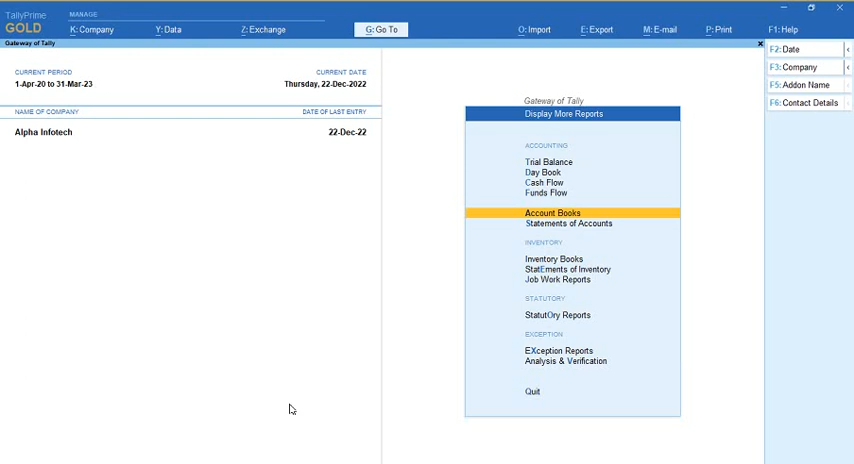 TallyPrime
GOLD
MANAGE
K: Company
Y: Data
Z: Exchange
G: Go To
O: Import
E: Export
M: E-mail
P: Print
F1: Help
Gateway of Tally
F2: Date
F3: Company
F5: Addon Name
F6: Contact Details
CURRENT PERIOD
CURRENT DATE
1-Apr-20 to 31-Mar-23
Thursday, 22-Dec-2022
NAME OF COMPANY
DATE OF LAST ENTRY
Alpha Infotech
22-Dec-22
Gateway of Tally
Display More Reports
ACCOUNTING
Trial Balance
Day Book
Cash Flow
Funds Flow
Account Books
Statements of Accounts
INVENTORY
Inventory Books
StatEments of Inventory
Job Work Reports
STATUTORY
StatutOry Reports
EXCEPTION
EXception Reports
Analysis & Verification
Quit